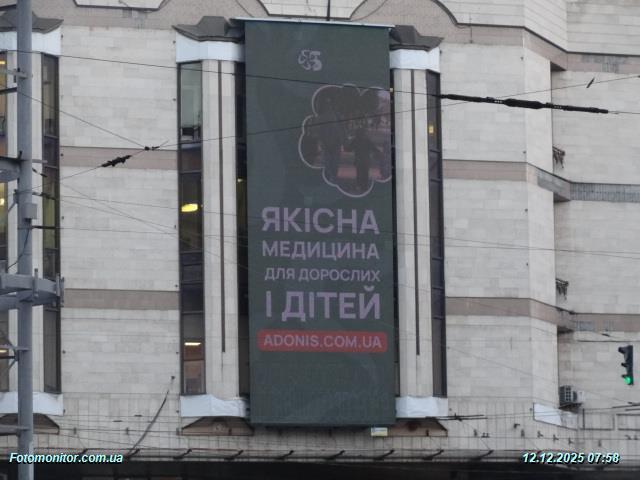 ЯКІСНА
МЕДИЦИНА
ДЛЯ ДОРОСЛИХ
І ДІТЕЙ
ADONIS.COM.UA
Fotomonitor.com.ua
12.12.2025 07:58